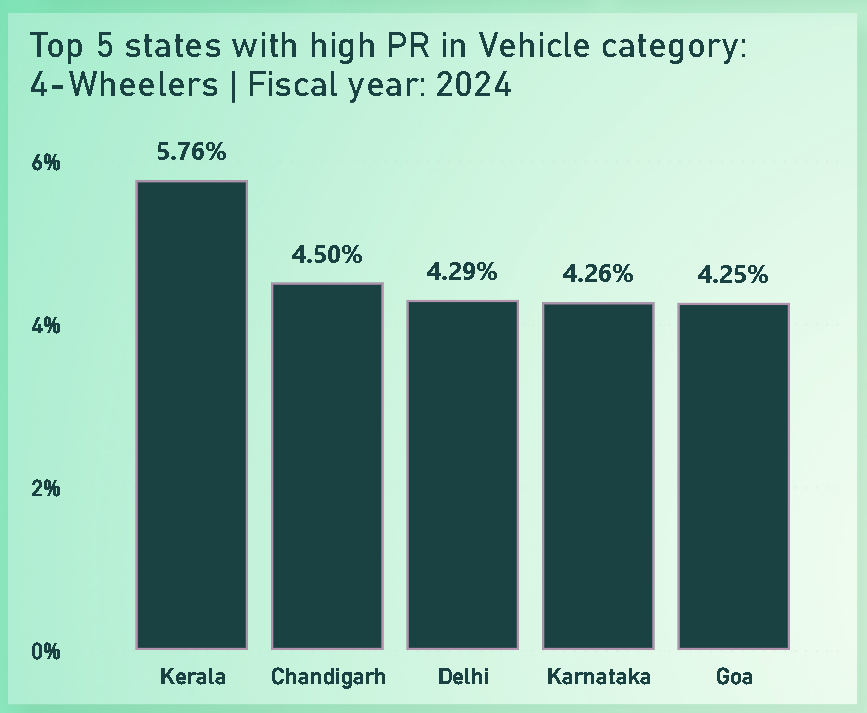 Top 5 states with high PR in Vehicle category:
4-Wheelers | Fiscal year: 2024
6%
4%
2%
0%
5.76%
4.50%
4.29%
4.26%
4.25%
Kerala
Chandigarh
Delhi
Karnataka
Goa